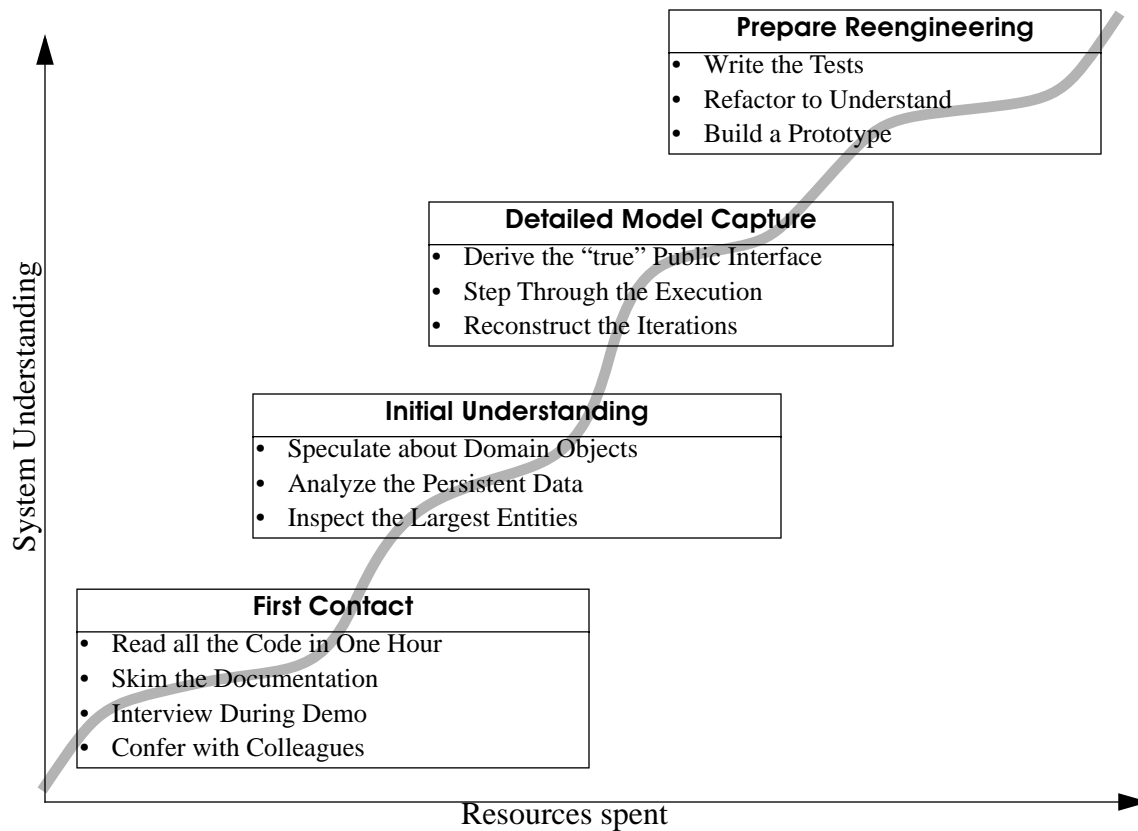 Prepare Reengineering
• Write the Tests
• Refactor to Understand
• Build a Prototype
Detailed Model Capture
• Derive the “true” Public Interface
• Step Through the Execution
• Reconstruct the Iterations
Initial Understanding
• Speculate about Domain Objects
• Analyze the Persistent Data
• Inspect the Largest Entities
First Contact
• Read all the Code in One Hour
• Skim the Documentation
• Interview During Demo
• Confer with Colleagues
System Understanding
Resources spent